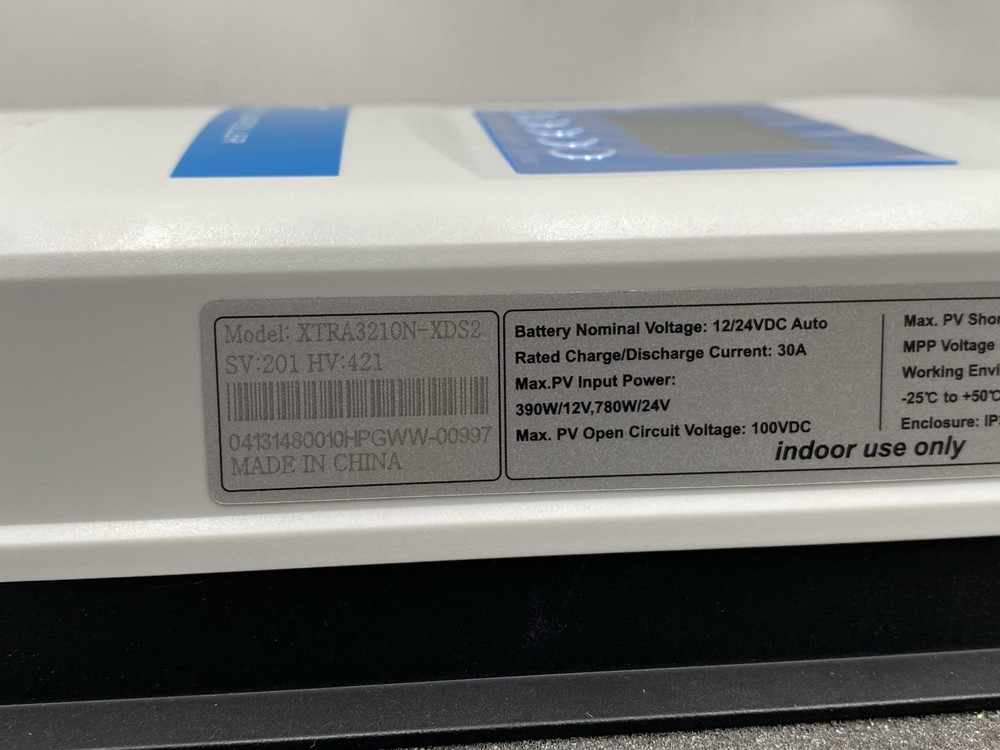 Model: XTRA3210N-XDS2
SV:201 HV:421
04131480010HPGWW-00997
MADE IN CHINA
Battery Nominal Voltage: 12/24VDC Auto
Rated Charge/Discharge Current: 30A
Max.PV Input Power:
390W/12V,780W/24V
Max. PV Open Circuit Voltage: 100VDC
Max. PV
MPP Voltage
Working
-25℃ to +50℃
Enclosure:
indoor use only